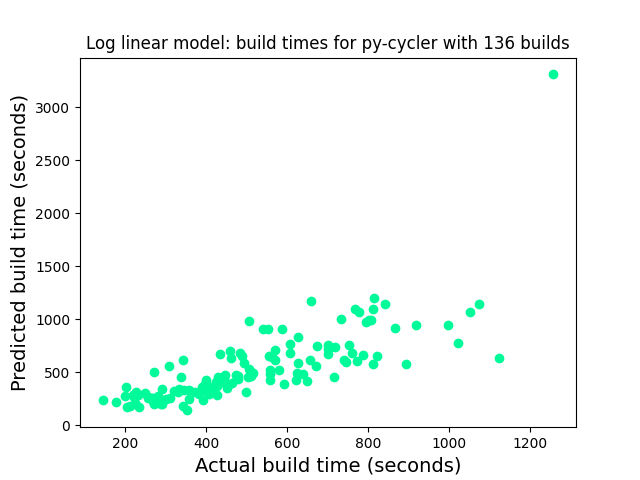 Log linear model: build times for py-cycler with 136 builds
Predicted build time (seconds)
3000
2500
2000
1500
1000
500
0
200 400 600 800 1000 1200
Actual build time (seconds)